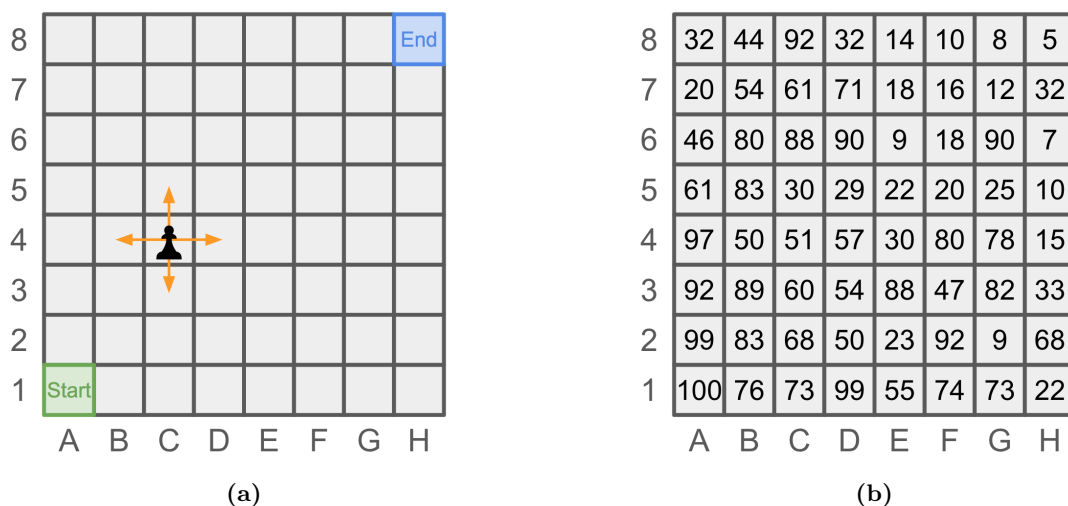 8 End
7
6
5
4
3
2
1 Start
A B C D E F G H
(a)
8 32 44 92 32 14 10 8 5
7 20 54 61 71 18 16 12 32
6 46 80 88 90 9 18 90 7
5 61 83 30 29 22 20 25 10
4 97 50 51 57 30 80 78 15
3 92 89 60 54 88 47 82 33
2 99 83 68 50 23 92 9 68
1 100 76 73 99 55 74 73 22
A B C D E F G H
(b)